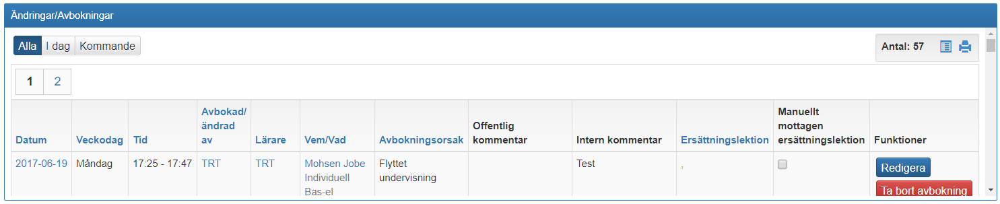 Ändringar/Avbokningar
Alla I dag Kommande
Antal: 57
1 2
Datum Veckodag Tid Avbokad/ändrad av Lärare Vem/Vad Avbokningsorsak Offentlig kommentar Intern kommentar Ersättningslektion Manuellt mottagen ersättningslektion Funktioner
2017-06-19 Måndag 17:25 - 17:47 TRT TRT Mohsen Jobe Flyttet Test , Redigera
Individuell undervisning
Bas-el Ta bort avbokning